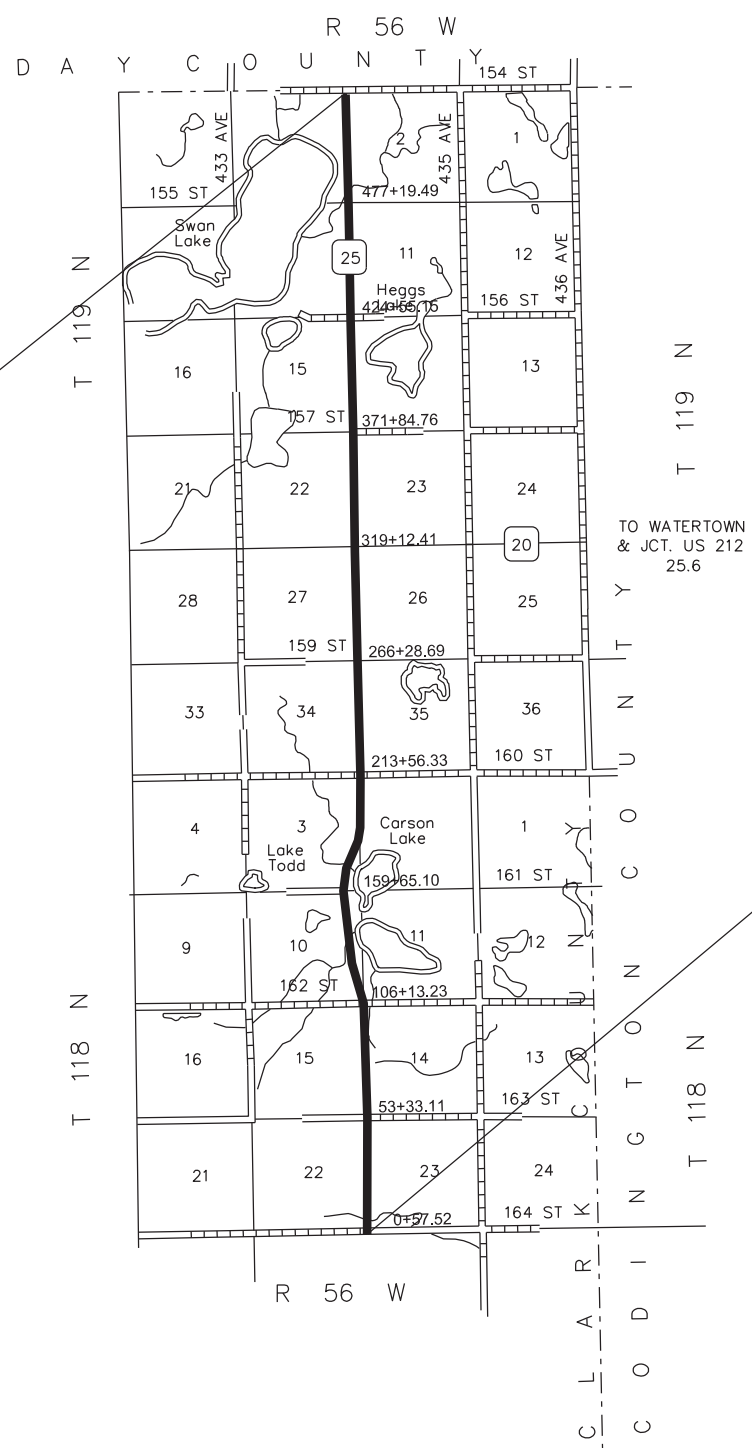 R 56 W
D A Y C O U N T Y
154 ST
433 AVE
2
435 AVE
1
155 ST
477+19.49
Swan
Lake
25
11
12
436 AVE
T 119 N
Heggs
Lake
424+55.15
156 ST
16
15
13
T 119 N
157 ST
371+84.76
21
22
23
24
319+12.41
20
TO WATERTOWN
& JCT. US 212
25.6
28
27
26
25
159 ST
266+28.69
33
34
35
36
213+56.33
160 ST
4
3
Carson
Lake
1
Lake
Todd
159+65.10
161 ST
9
10
11
12
162 ST
106+13.23
T 118 N
16
15
14
13
T 118 N
53+33.11
163 ST
21
22
23
24
0+57.52
164 ST
R 56 W
C L A R K C U N T Y
C O D I N G T O N C O U N T Y